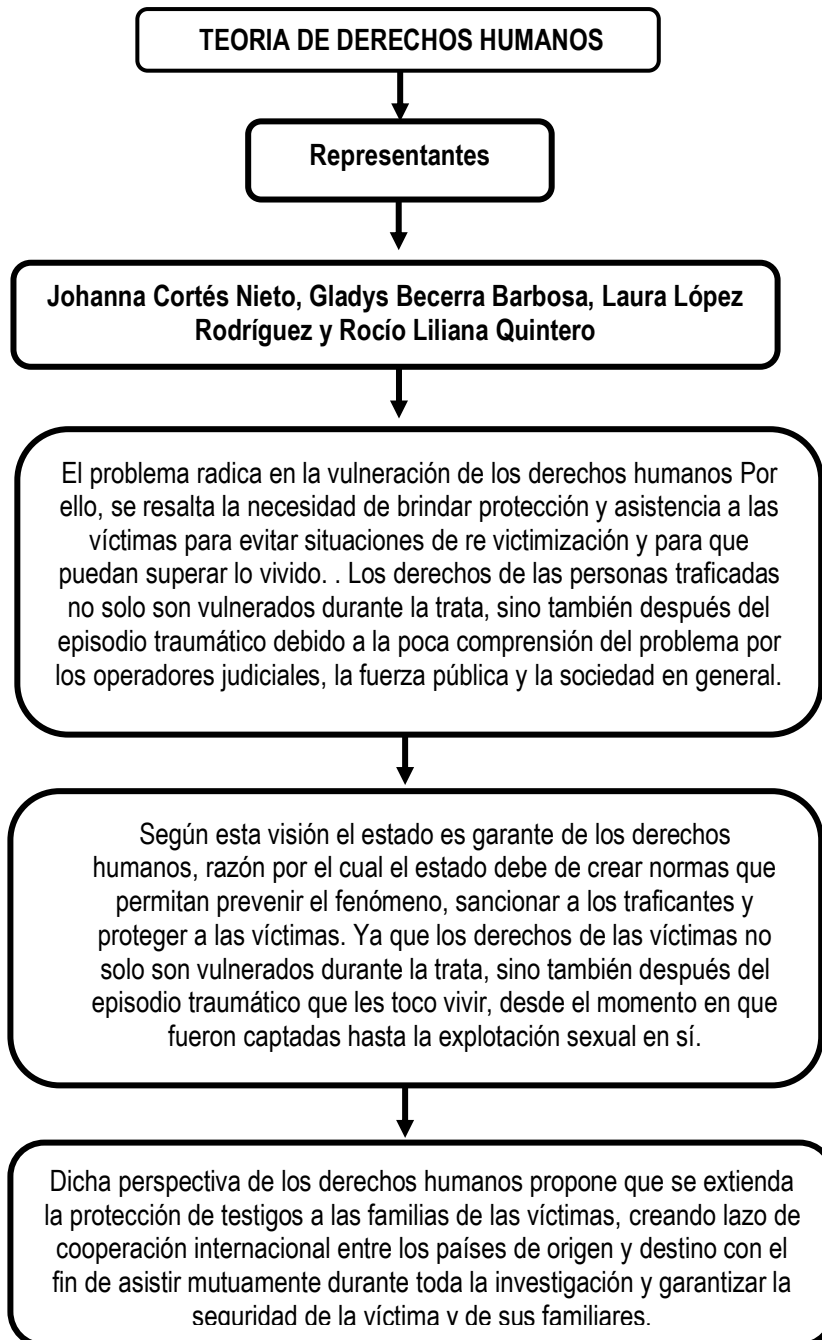 TEORIA DE DERECHOS HUMANOS
Representantes
Johanna Cortés Nieto, Gladys Becerra Barbosa, Laura López
Rodríguez y Rocío Liliana Quintero
El problema radica en la vulneración de los derechos humanos Por
ello, se resalta la necesidad de brindar protección y asistencia a las
víctimas para evitar situaciones de re victimización y para que
puedan superar lo vivido. . Los derechos de las personas traficadas
no solo son vulnerados durante la trata, sino también después del
episodio traumático debido a la poca comprensión del problema por
los operadores judiciales, la fuerza pública y la sociedad en general.
Según esta visión el estado es garante de los derechos
humanos, razón por el cual el estado debe de crear normas que
permitan prevenir el fenómeno, sancionar a los traficantes y
proteger a las víctimas. Ya que los derechos de las víctimas no
solo son vulnerados durante la trata, sino también después del
episodio traumático que les toco vivir, desde el momento en que
fueron captadas hasta la explotación sexual en sí.
Dicha perspectiva de los derechos humanos propone que se extienda
la protección de testigos a las familias de las víctimas, creando lazo de
cooperación internacional entre los países de origen y destino con el
fin de asistir mutuamente durante toda la investigación y garantizar la
seguridad de la víctima y de sus familiares.